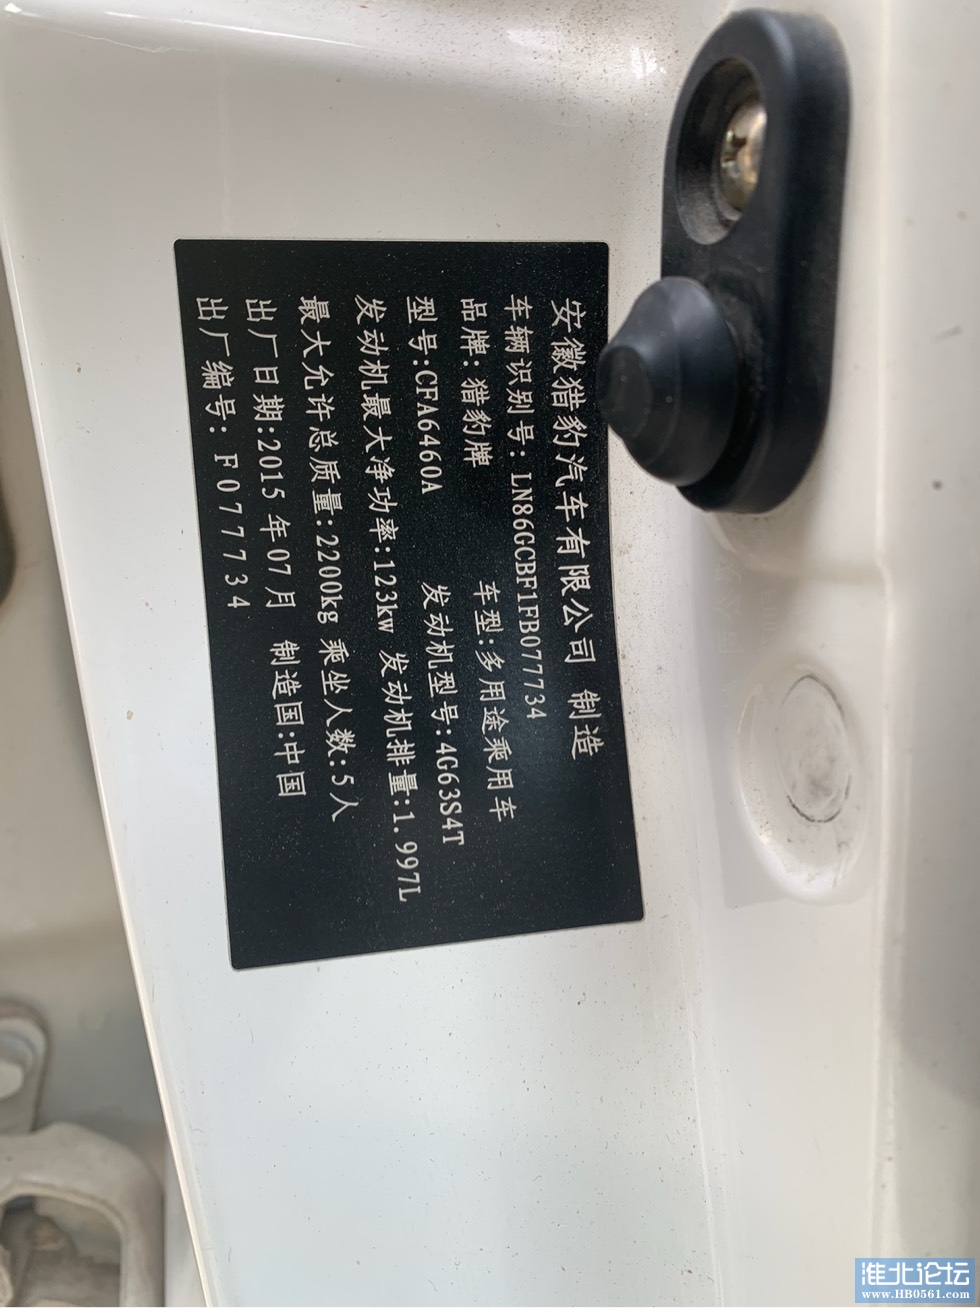 安徽猎豹汽车有限公司 制造
车辆识别号: LN86GCBF1FB077734
品牌: 猎豹牌 车型:多用途乘用车
型号:CFA6460A 发动机型号:4G63S4T
发动机最大净功率:123kw 发动机排量:1.997L
最大允许总质量:2200kg 乘坐人数:5人
出厂日期:2015年07月 制造国:中国
出厂编号: F077734
淮北论坛
www.HB0561.com